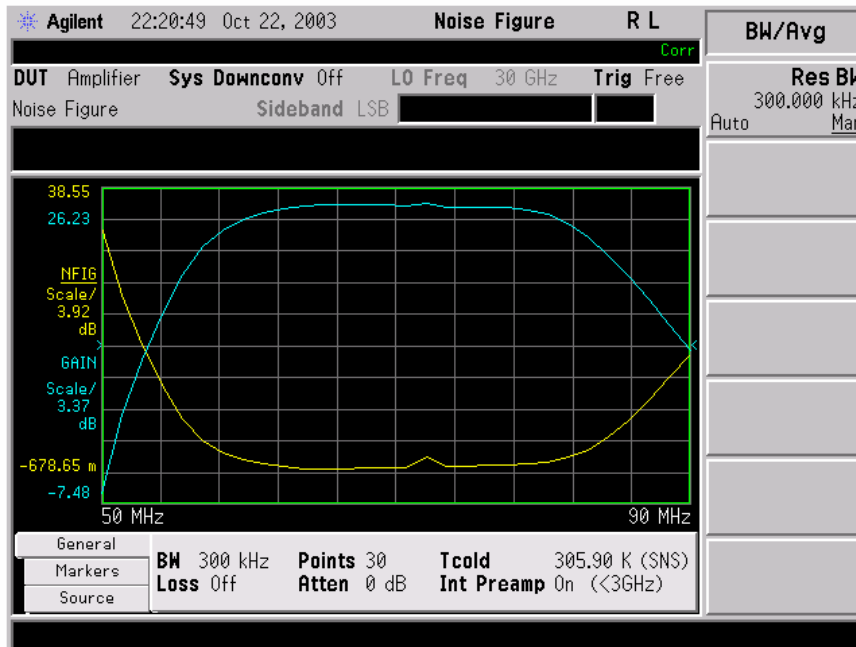 Agilent 22:20:49 Oct 22, 2003 Noise Figure R L
BW/Avg
Corr
DUT Amplifier Sys Downconv Off LO Freq 30 GHz Trig Free
Noise Figure Sideband LSB
Res BW
300.000 kHz
Auto Man
38.55
26.23
NFIG
Scale/
3.92
dB
GAIN
Scale/
3.37
dB
-678.65 m
-7.48
50 MHz 90 MHz
General
Markers
Source
BW 300 kHz Points 30 Tcold 305.90 K (SNS)
Loss Off Atten 0 dB Int Preamp On (<3GHz)